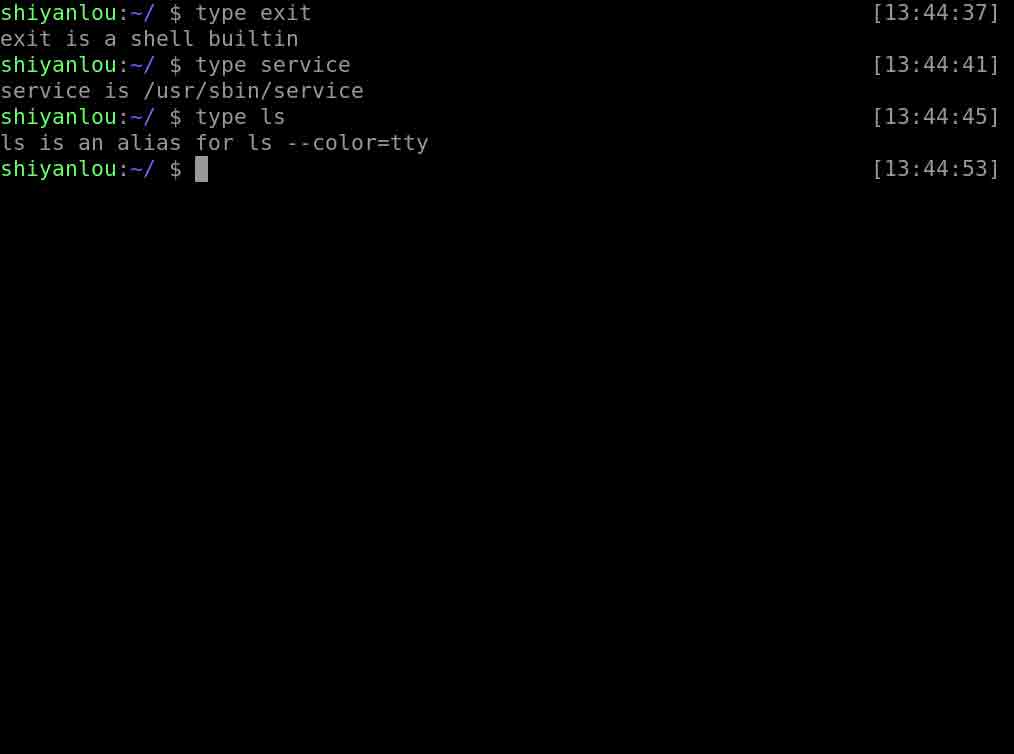 shiyanlou:~/ $ type exit [13:44:37]
exit is a shell builtin
shiyanlou:~/ $ type service [13:44:41]
service is /usr/sbin/service
shiyanlou:~/ $ type ls [13:44:45]
ls is an alias for ls --color=tty
shiyanlou:~/ $ [13:44:53]